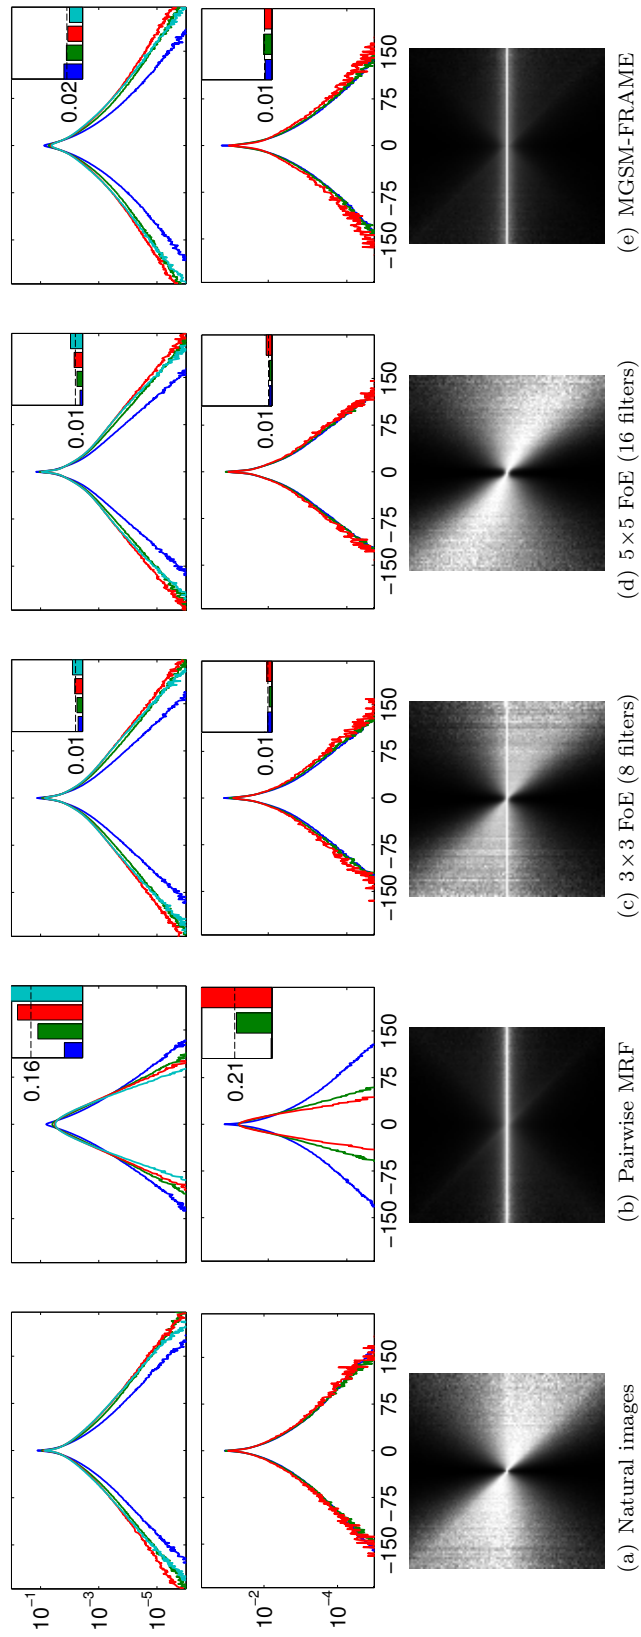 10⁻¹
10⁻³
10⁻⁵
0.16
0.01
0.01
0.02
10⁻²
10⁻⁴
−150 −75 0 75 150
0.21
−150 −75 0 75 150
0.01
−150 −75 0 75 150
0.01
−150 −75 0 75 150
0.01
−150 −75 0 75 150
(a) Natural images
(b) Pairwise MRF
(c) 3×3 FoE (8 filters)
(d) 5×5 FoE (16 filters)
(e) MGSM-FRAME